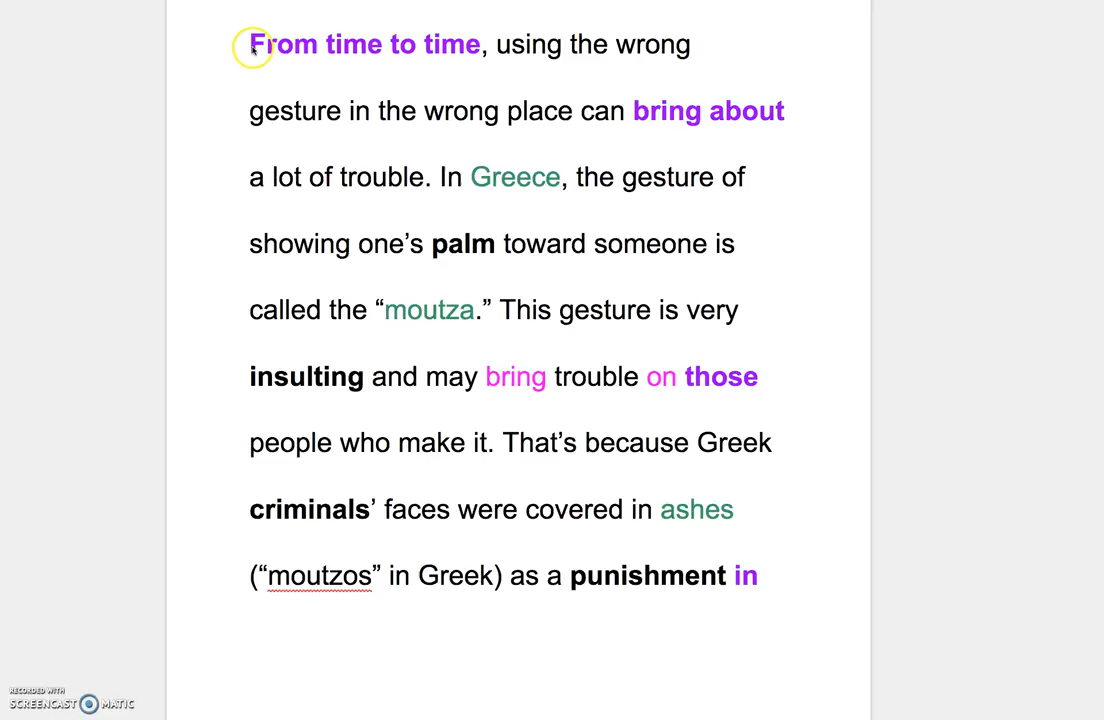 From time to time, using the wrong
gesture in the wrong place can bring about
a lot of trouble. In Greece, the gesture of
showing one’s palm toward someone is
called the “moutza.” This gesture is very
insulting and may bring trouble on those
people who make it. That’s because Greek
criminals’ faces were covered in ashes
(“moutzos” in Greek) as a punishment in
RECORDED WITH
SCREENCAST MATIC